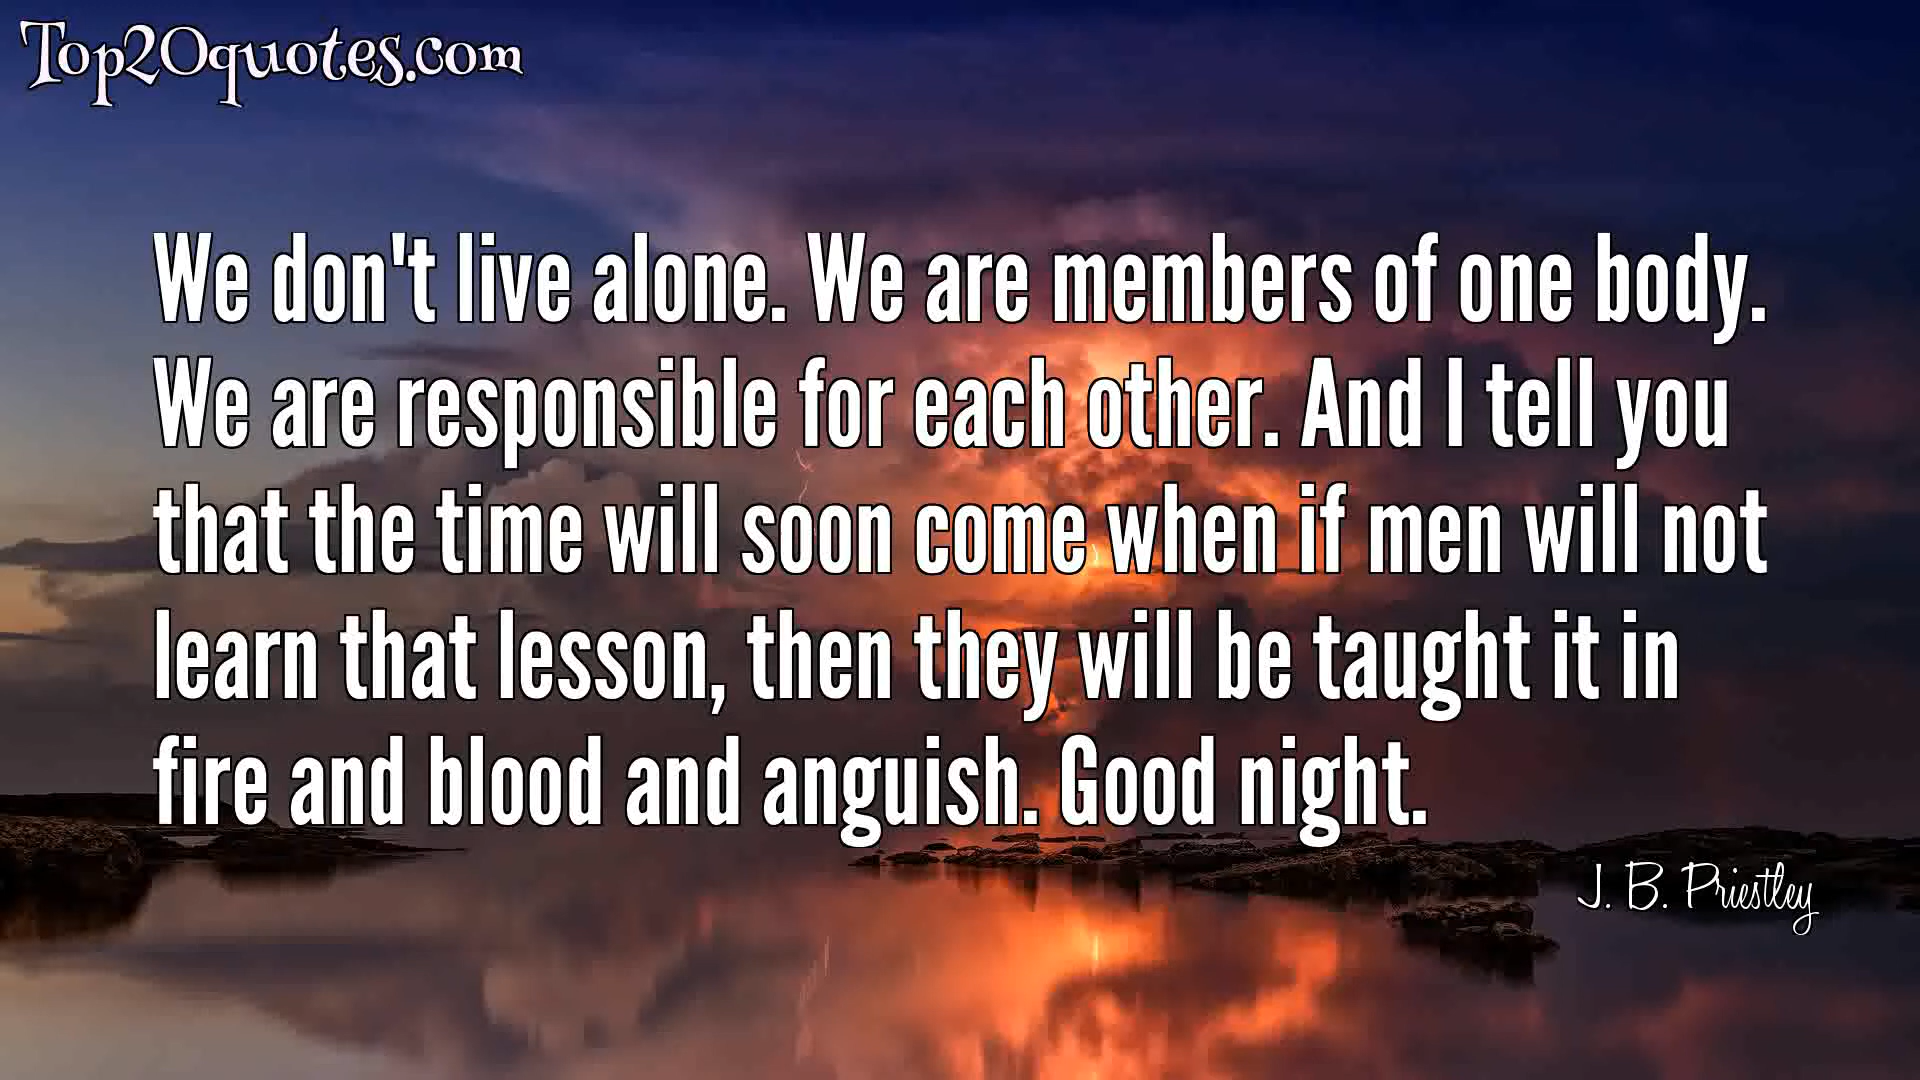 Top20quotes.com
We don't live alone. We are members of one body.
We are responsible for each other. And I tell you
that the time will soon come when if men will not
learn that lesson, then they will be taught it in
fire and blood and anguish. Good night.
J. B. Priestley